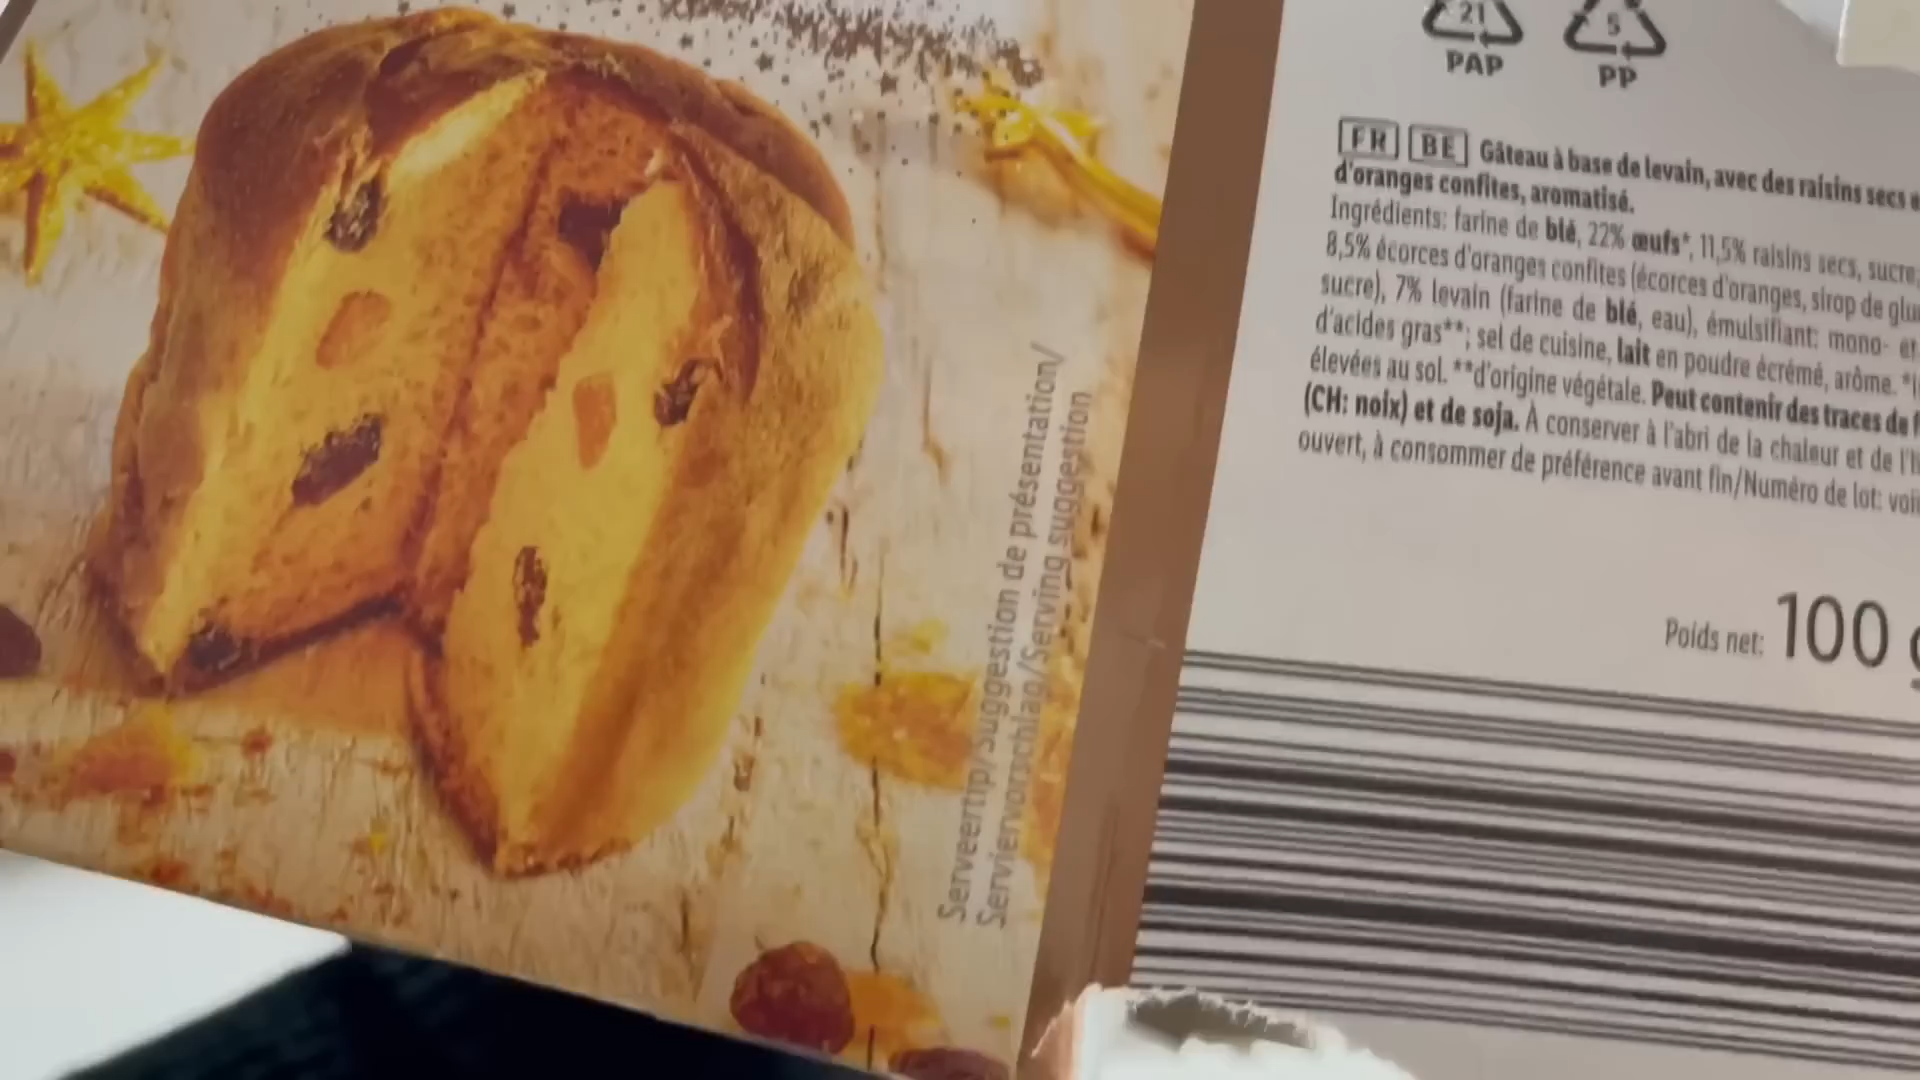 21
PAP
5
PP
FR BE Gâteau à base de levain, avec des raisins secs
d'oranges confites, aromatisé.
Ingrédients: farine de blé, 22% œufs*, 11,5% raisins secs, sucre,
8,5% écorces d'oranges confites (écorces d'oranges, sirop de
sucre), 7% levain (farine de blé, eau), émulsifiant: mono- et
d'acides gras**; sel de cuisine, lait en poudre écrémé, arôme.
élevées au sol. **d'origine végétale. Peut contenir des traces de
(CH: noix) et de soja. À conserver à l'abri de la chaleur et de
ouvert, à consommer de préférence avant fin/Numéro de lot:
Poids net: 100 g
Serveertip/Suggestion de présentation/
Serviervorschlag/Serving suggestion